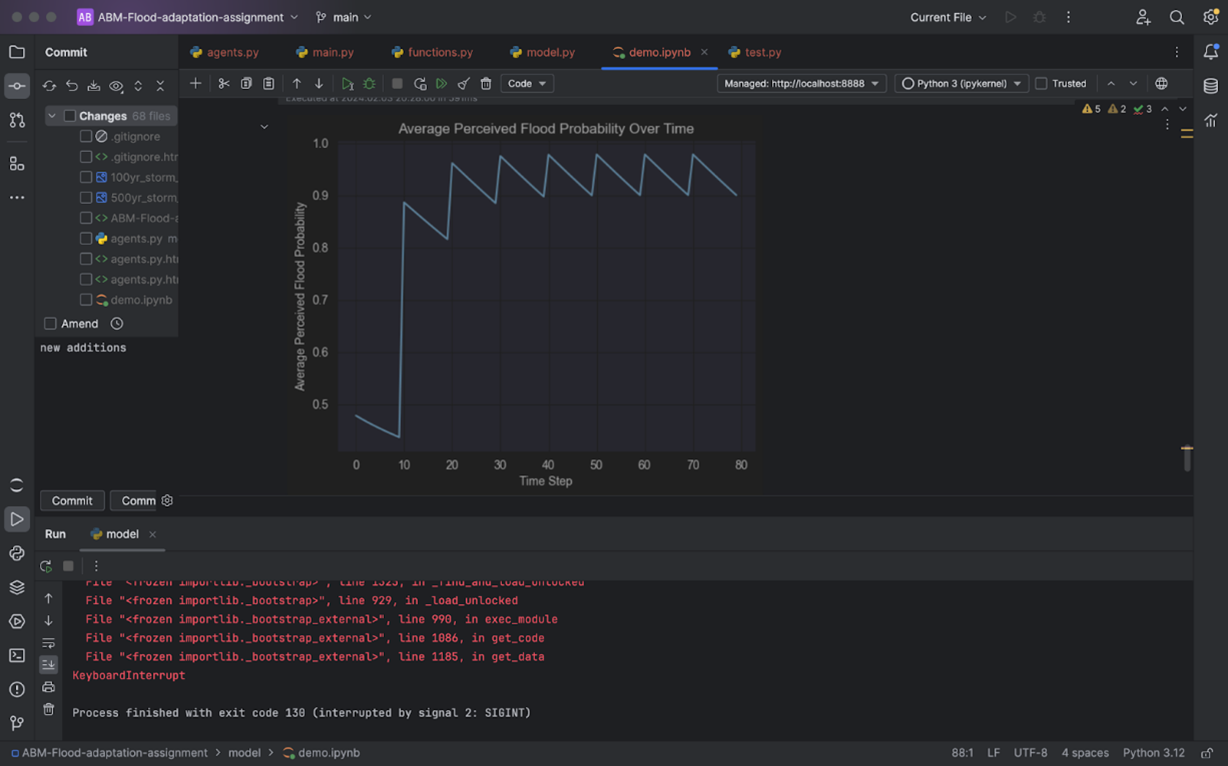 AB ABM-Flood-adaptation-assignment main Current File
Commit agents.py main.py functions.py model.py demo.ipynb test.py
Code Managed: http://localhost:8888 Python 3 (ipykernel) Trusted
Executed at 2024.02.03 20:28:00 in 391ms
5 2 3
Changes 68 files
.gitignore
.gitignore.htm
100yr_storm_
500yr_storm_
ABM-Flood-a
agents.py m
agents.py.htm
agents.py.htm
demo.ipynb
Amend
new additions
Commit Comm
Average Perceived Flood Probability Over Time
Average Perceived Flood Probability
1.0
0.9
0.8
0.7
0.6
0.5
0 10 20 30 40 50 60 70 80
Time Step
Run model
File "<frozen importlib._bootstrap>", line 1323, in _find_and_load_unlocked
File "<frozen importlib._bootstrap>", line 929, in _load_unlocked
File "<frozen importlib._bootstrap_external>", line 990, in exec_module
File "<frozen importlib._bootstrap_external>", line 1086, in get_code
File "<frozen importlib._bootstrap_external>", line 1185, in get_data
KeyboardInterrupt
Process finished with exit code 130 (interrupted by signal 2: SIGINT)
ABM-Flood-adaptation-assignment > model > demo.ipynb 88:1 LF UTF-8 4 spaces Python 3.12